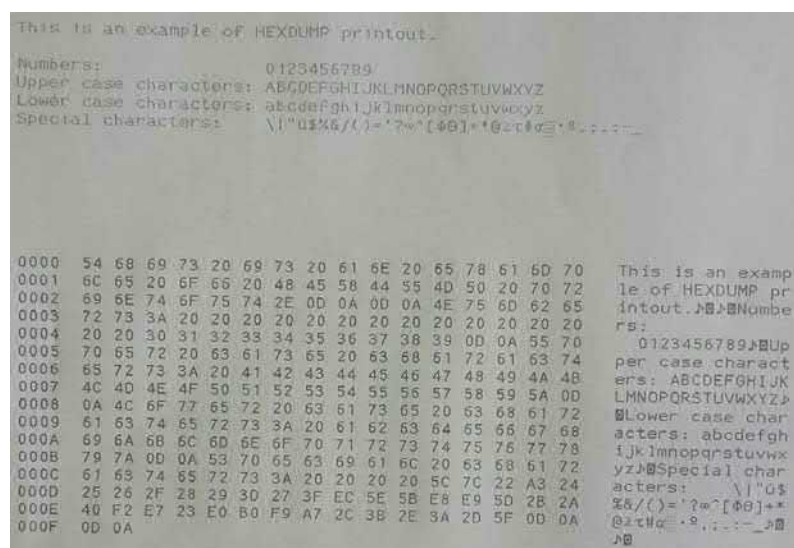 This is an example of HEXDUMP printout.
Numbers: 0123456789
Upper case characters: ABCDEFGHIJKLMNOPQRSTUVWXYZ
Lower case characters: abcdefghijklmnopqrstuvwxyz
Special characters: \|"ú$%&/()='?∞^[ΦΘ]+*@≥τ#α
0000 54 68 69 73 20 69 73 20 61 6E 20 65 78 61 6D 70 This is an examp
0001 6C 65 20 6F 66 20 48 45 58 44 55 4D 50 20 70 72 le of HEXDUMP pr
0002 69 6E 74 6F 75 74 2E 0D 0A 0D 0A 4E 75 6D 62 65 intout.♪◙♪◙Numbe
0003 72 73 3A 20 20 20 20 20 20 20 20 20 20 20 20 20 rs:
0004 20 20 30 31 32 33 34 35 36 37 38 39 0D 0A 55 70 0123456789♪◙Up
0005 70 65 72 20 63 61 73 65 20 63 68 61 72 61 63 74 per case charact
0006 65 72 73 3A 20 41 42 43 44 45 46 47 48 49 4A 4B ers: ABCDEFGHIJK
0007 4C 4D 4E 4F 50 51 52 53 54 55 56 57 58 59 5A 0D LMNOPQRSTUVWXYZ♪
0008 0A 4C 6F 77 65 72 20 63 61 73 65 20 63 68 61 72 ◙Lower case char
0009 61 63 74 65 72 73 3A 20 61 62 63 64 65 66 67 68 acters: abcdefgh
000A 69 6A 6B 6C 6D 6E 6F 70 71 72 73 74 75 76 77 78 ijklmnopqrstuvwx
000B 79 7A 0D 0A 53 70 65 63 69 61 6C 20 63 68 61 72 yz♪◙Special char
000C 61 63 74 65 72 73 3A 20 20 20 20 20 5C 7C 22 A3 24 acters: \|"ú$
000D 25 26 2F 28 29 3D 27 3F EC 5E 5B E8 E9 5D 2B 2A %&/()='?∞^[ΦΘ]+*
000E 40 F2 E7 23 E0 B0 F9 A7 2C 3B 2E 3A 2D 5F 0D 0A @≥τ#α
000F 0D 0A ♪◙